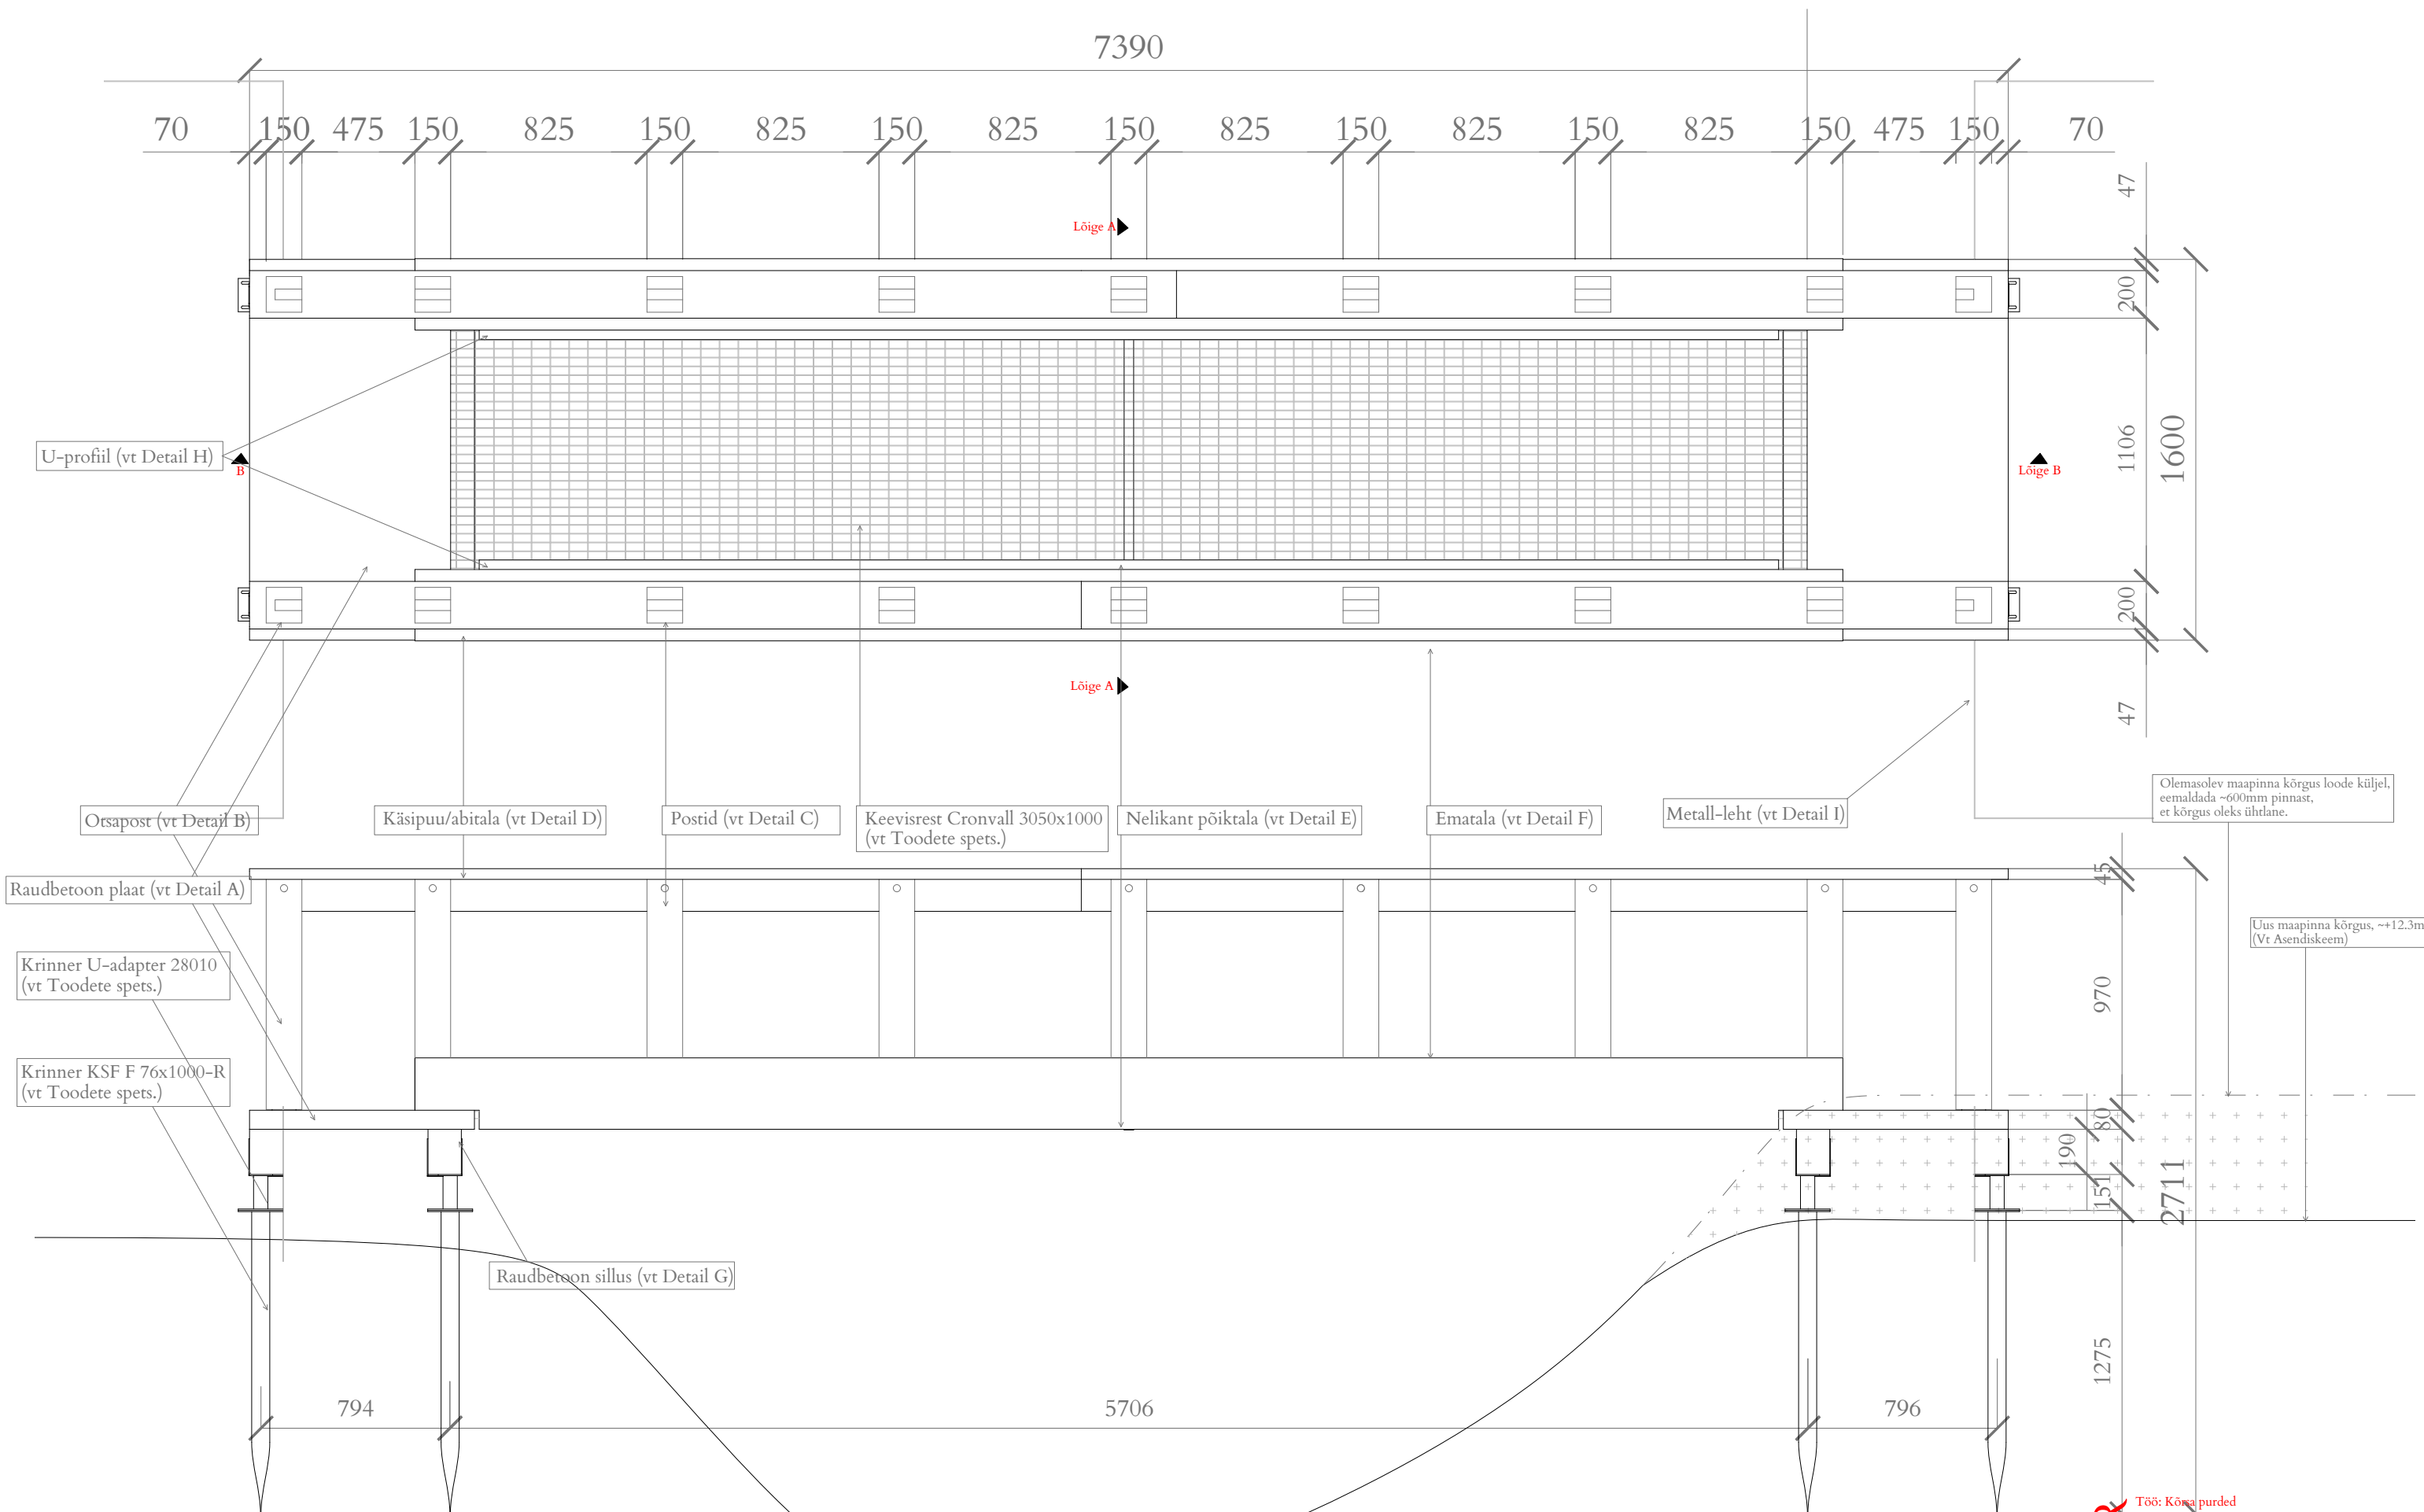 7390
70 150 475 150 825 150 825 150 825 150 825 150 825 150 825 150 475 150 70
47
Lõige A
200
1106
1600
U-profiil (vt Detail H)
B
Lõige B
200
Lõige A
47
Olemasolev maapinna kõrgus loode küljel,
eemaldada ~600mm pinnast,
et kõrgus oleks ühtlane.
Otsapost (vt Detail B)
Käsipuu/abitala (vt Detail D)
Postid (vt Detail C)
Keevisrest Cronvall 3050x1000
(vt Toodete spets.)
Nelikant põiktala (vt Detail E)
Ematala (vt Detail F)
Metall-leht (vt Detail I)
45
Raudbetoon plaat (vt Detail A)
Uus maapinna kõrgus, ~+12.3m
(Vt Asendiskeem)
Krinner U-adapter 28010
(vt Toodete spets.)
970
Krinner KSF F 76x1000-R
(vt Toodete spets.)
80
190
151
2711
Raudbetoon sillus (vt Detail G)
1275
794
5706
796
Töö: Kõrsa purded